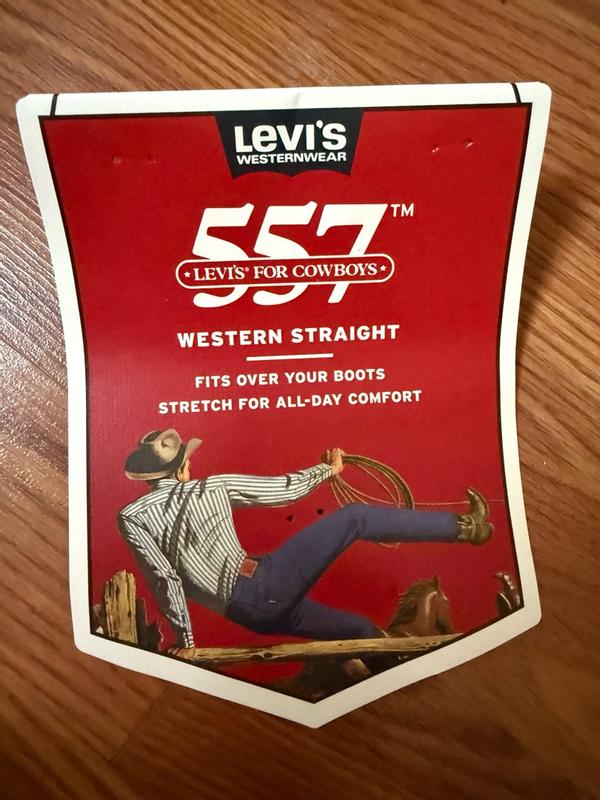 LEVI'S
WESTERNWEAR
557™
★ LEVI'S® FOR COWBOYS ★
WESTERN STRAIGHT
FITS OVER YOUR BOOTS
STRETCH FOR ALL-DAY COMFORT